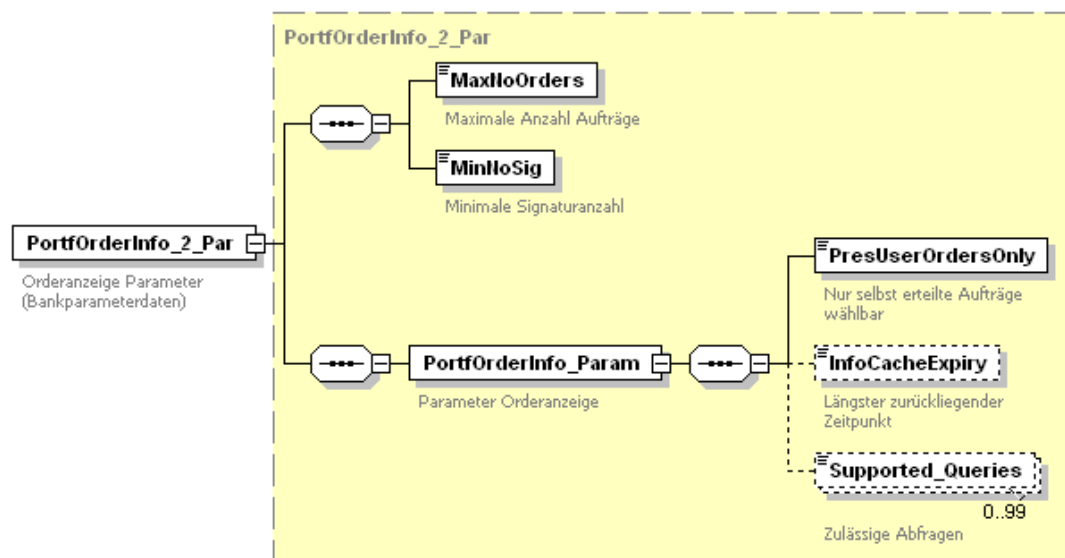 PortfOrderInfo_2_Par
MaxNoOrders
Maximale Anzahl Aufträge
MinNoSig
Minimale Signaturanzahl
PortfOrderInfo_2_Par
Orderanzeige Parameter
(Bankparameterdaten)
PresUserOrdersOnly
Nur selbst erteilte Aufträge
wählbar
PortfOrderInfo_Param
Parameter Orderanzeige
InfoCacheExpiry
Längster zurückliegender
Zeitpunkt
Supported_Queries
0..99
Zulässige Abfragen